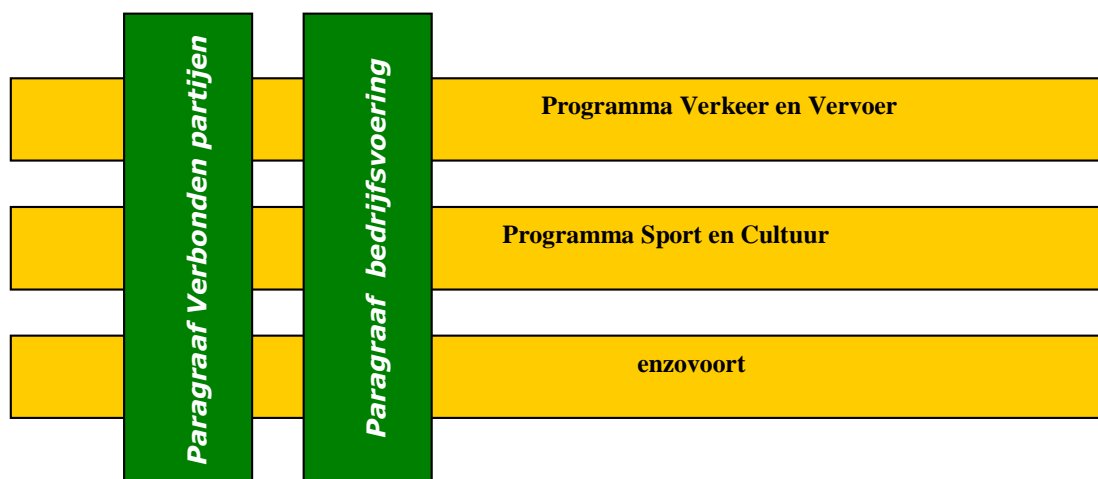 Paragraaf Verbonden partijen
Paragraaf bedrijfsvoering
Programma Verkeer en Vervoer
Programma Sport en Cultuur
enzovoort